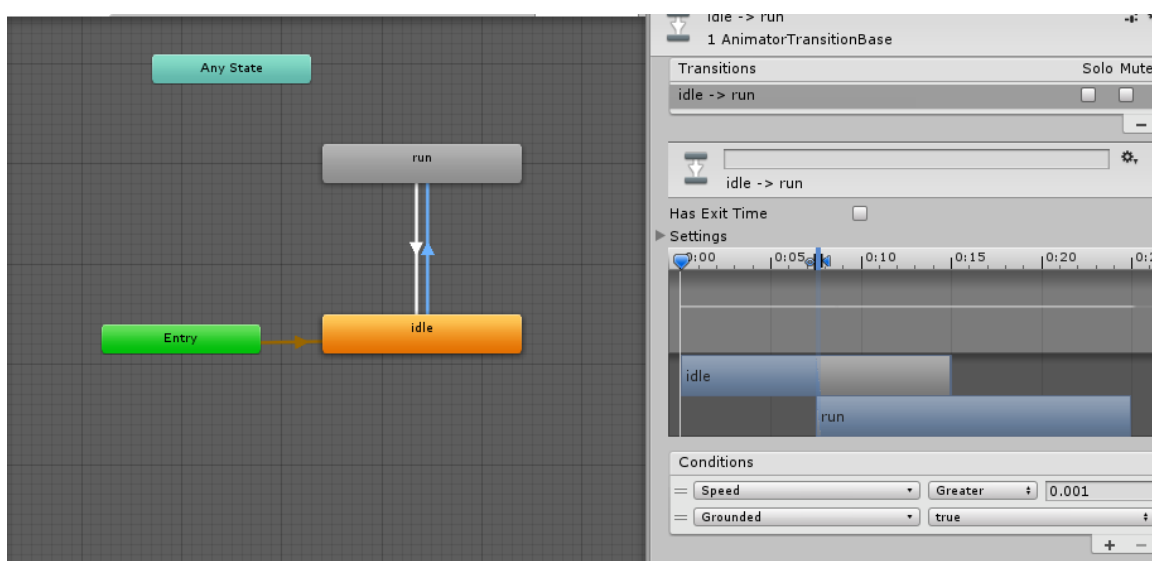 Any State
run
idle
Entry
idle -> run
1 AnimatorTransitionBase
Transitions Solo Mute
idle -> run
idle -> run
Has Exit Time
Settings
0:00 0:05 0:10 0:15 0:20
idle
run
Conditions
Speed Greater 0.001
Grounded true